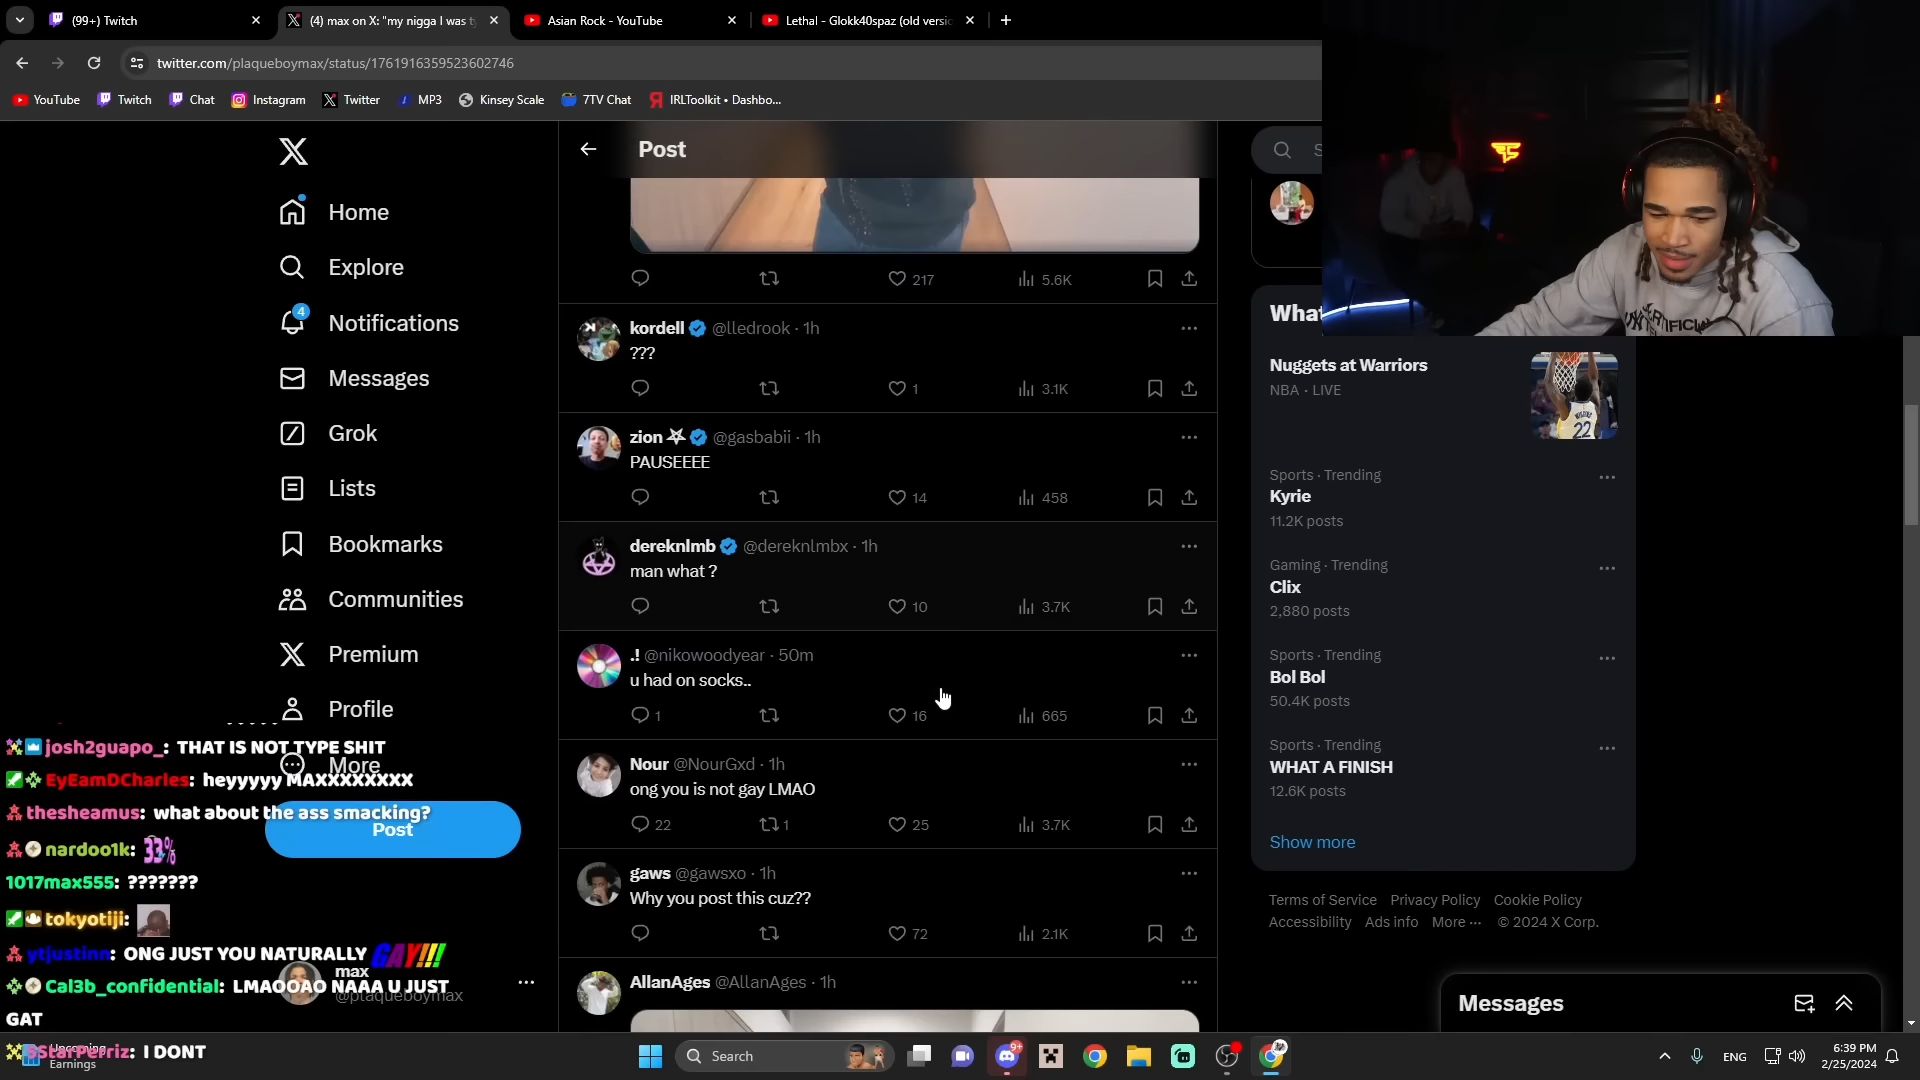 (99+) Twitch
(4) max on X: "my nigga I was ty
Asian Rock - YouTube
Lethal - Glokk40spaz (old versio
twitter.com/plaqueboymax/status/1761916359523602746
YouTube
Twitch
Chat
Instagram
Twitter
MP3
Kinsey Scale
7TV Chat
IRLToolkit • Dashbo...
Home
Explore
4
Notifications
Messages
Grok
Lists
Bookmarks
Communities
Premium
Profile
More
Post
max
@plaqueboymax
Post
217
5.6K
kordell @lledrook · 1h
???
1
3.1K
zion @gasbabii · 1h
PAUSEEEE
14
458
dereknlmb @dereknlmbx · 1h
man what ?
10
3.7K
.! @nikowoodyear · 50m
u had on socks..
1
16
665
Nour @NourGxd · 1h
ong you is not gay LMAO
22
1
25
3.7K
gaws @gawsxo · 1h
Why you post this cuz??
72
2.1K
AllanAges @AllanAges · 1h
S
What
Nuggets at Warriors
NBA · LIVE
22
Sports · Trending
Kyrie
11.2K posts
Gaming · Trending
Clix
2,880 posts
Sports · Trending
Bol Bol
50.4K posts
Sports · Trending
WHAT A FINISH
12.6K posts
Show more
Terms of Service Privacy Policy Cookie Policy
Accessibility Ads info More ··· © 2024 X Corp.
Messages
josh2guapo_: THAT IS NOT TYPE SHIT
EyEamDCharles: heyyyyy MAXXXXXXXX
thesheamus: what about the ass smacking?
nardoo1k: 33%
1017max555: ???????
tokyotiji:
ytjustinn: ONG JUST YOU NATURALLY GAY!!!
Cal3b_confidential: LMAOOAO NAAA U JUST
GAT
5StarPerriz: I DONT
Upcoming
Earnings
Search
9+
ENG
6:39 PM
2/25/2024